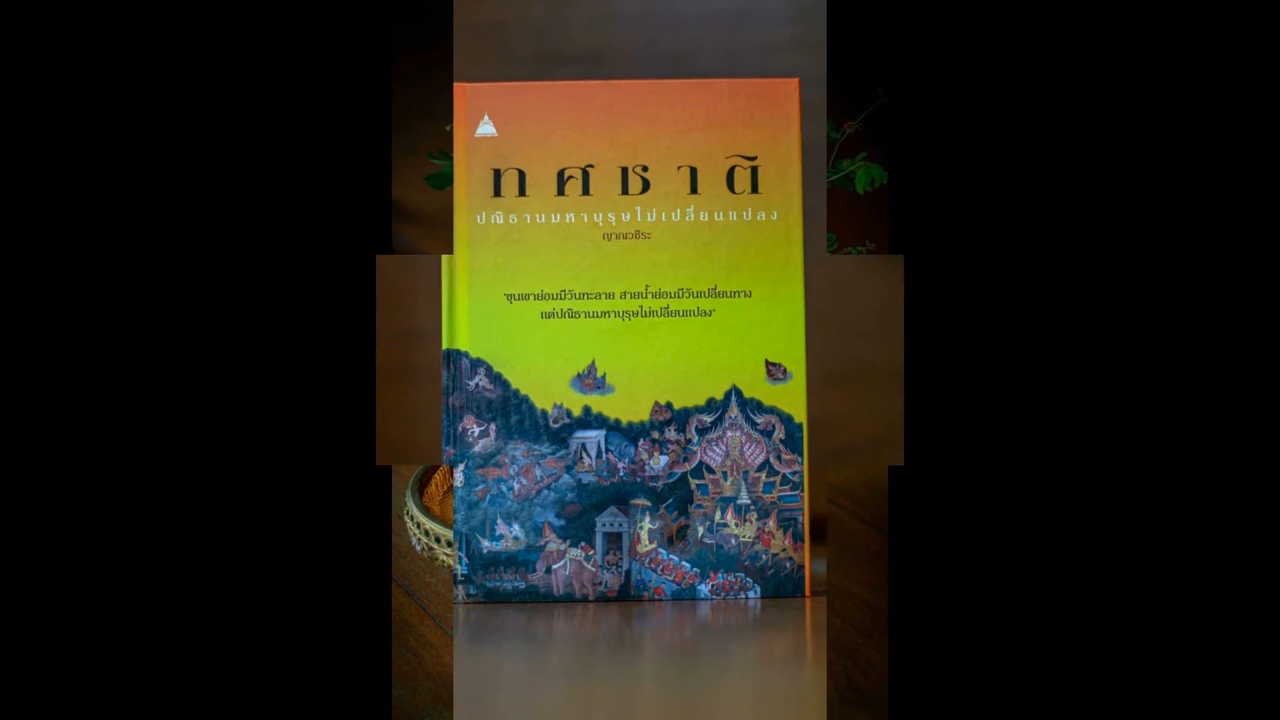 ทศชาติ
ปณิธานมหาบุรุษไม่เปลี่ยนแปลง
ญาณวชิระ
'ขุนเขาย่อมมีวันทะลาย สายน้ำย่อมมีวันเปลี่ยนทาง
แต่ปณิธานมหาบุรุษไม่เปลี่ยนแปลง'